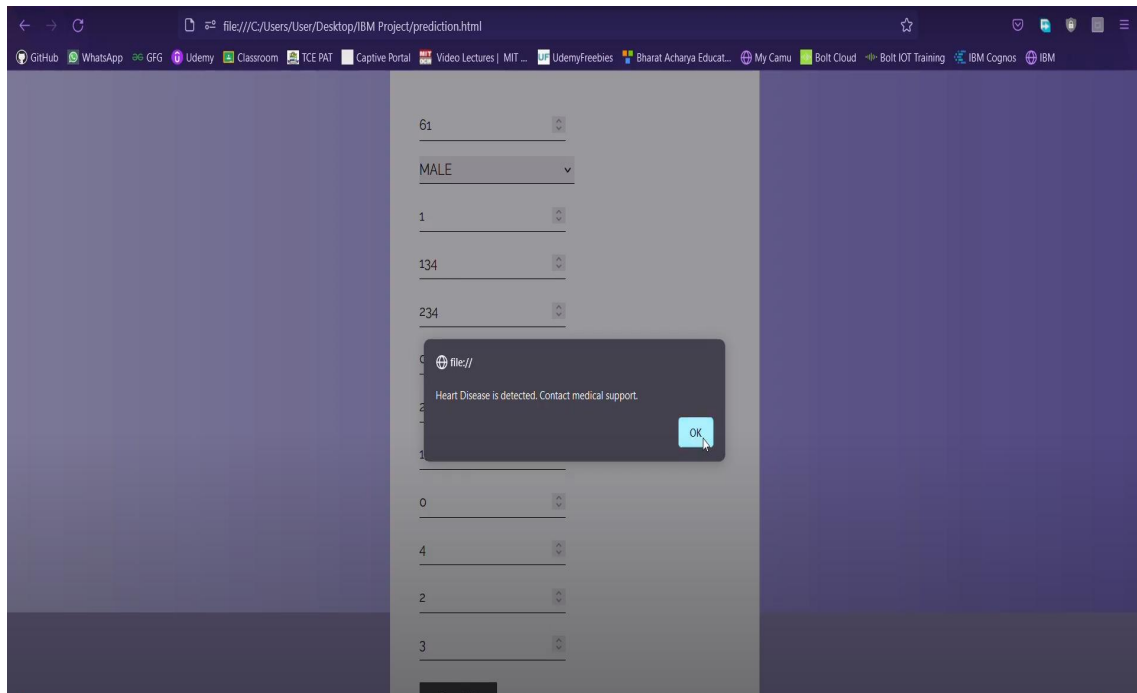 file:///C:/Users/User/Desktop/IBM Project/prediction.html
GitHub WhatsApp GFG Udemy Classroom TCE PAT Captive Portal Video Lectures | MIT ... UdemyFreebies Bharat Acharya Educat... My Camu Bolt Cloud Bolt IOT Training IBM Cognos IBM
61
MALE
1
134
234
file://
Heart Disease is detected. Contact medical support.
OK
2
1
0
4
2
3